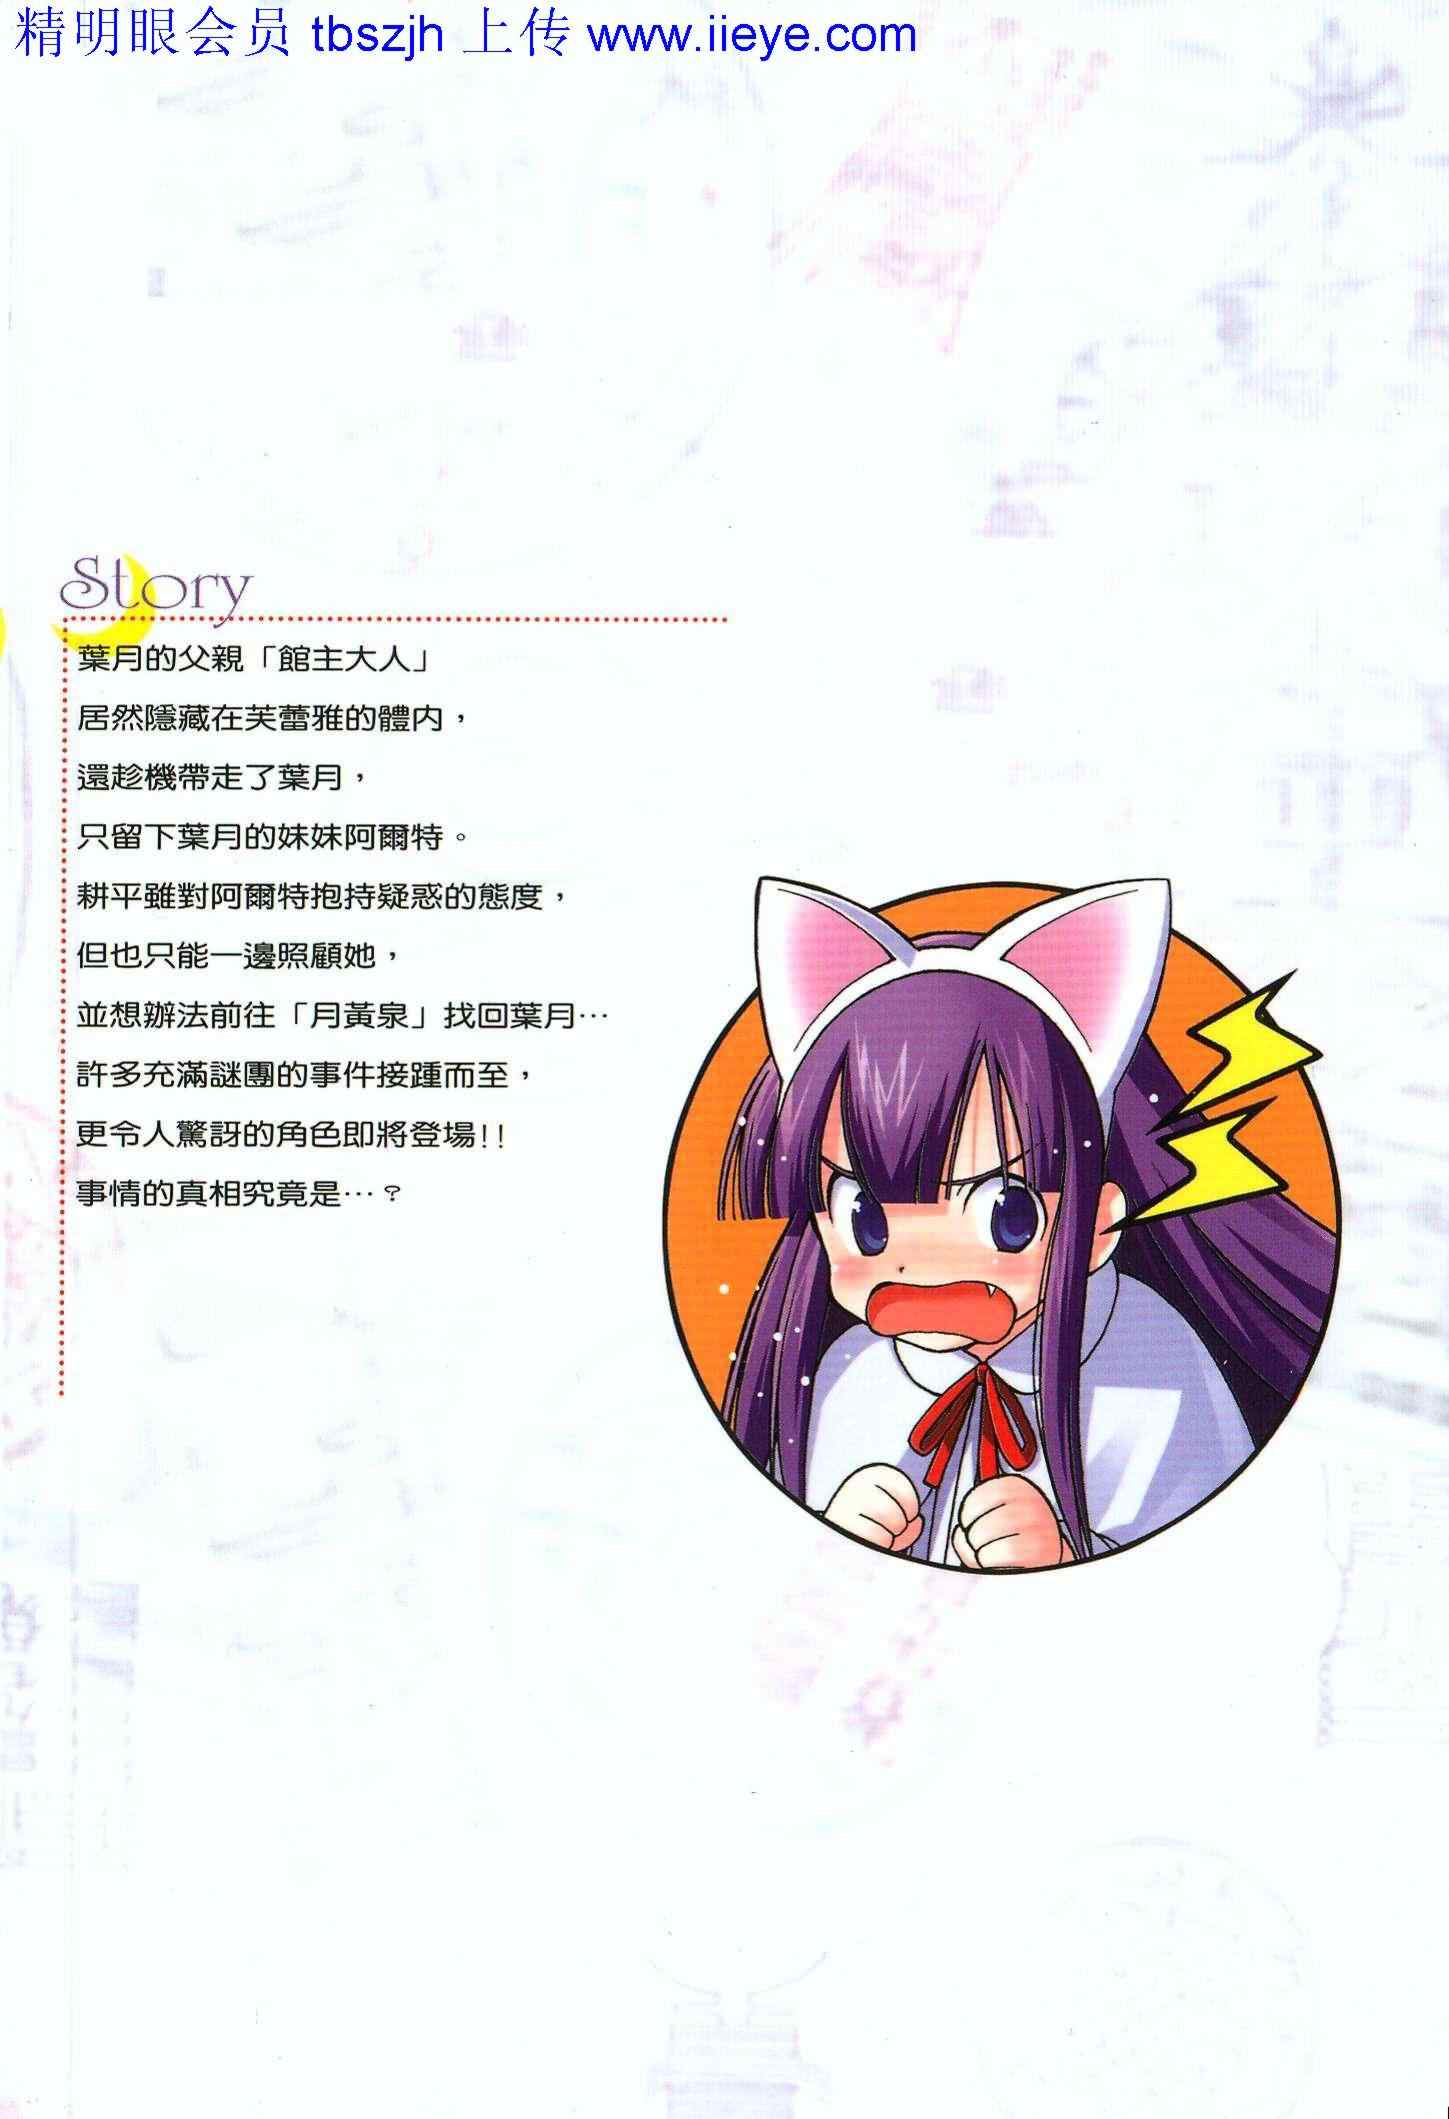 精明眼会员 tbszjh 上传 www.iieye.com
Story
葉月的父親「館主大人」
居然隱藏在芙蕾雅的體內，
還趁機帶走了葉月，
只留下葉月的妹妹阿爾特。
耕平雖對阿爾特抱持疑惑的態度，
但也只能一邊照顧她，
並想辦法前往「月黃泉」找回葉月…
許多充滿謎團的事件接踵而至，
更令人驚訝的角色即將登場!!
事情的真相究竟是…？